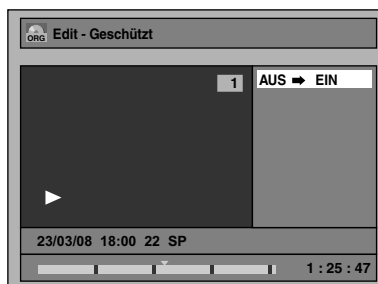 ORG Edit - Geschützt
1 AUS ➡ EIN
23/03/08 18:00 22 SP
1 : 25 : 47